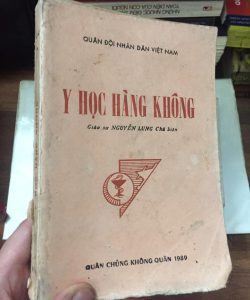 QUÂN ĐỘI NHÂN DÂN VIỆT NAM
Y HỌC HÀNG KHÔNG
Giáo sư NGUYỄN LUNG Chủ biên
QUÂN CHỦNG KHÔNG QUÂN 1989